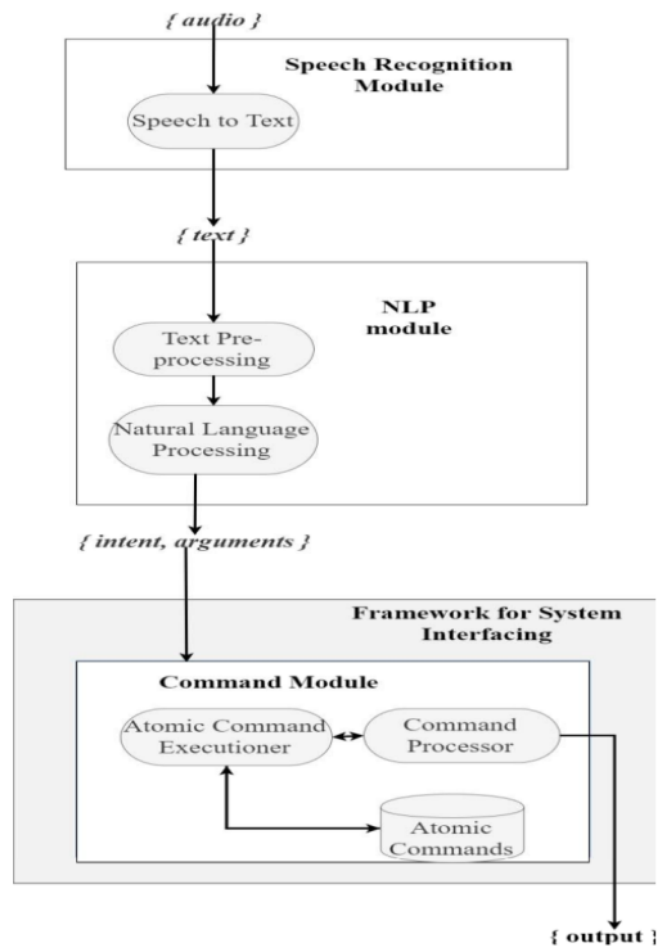 { audio }
Speech Recognition
Module
Speech to Text
{ text }
NLP
module
Text Pre-
processing
Natural Language
Processing
{ intent, arguments }
Framework for System
Interfacing
Command Module
Atomic Command
Executioner
Command
Processor
Atomic
Commands
{ output }